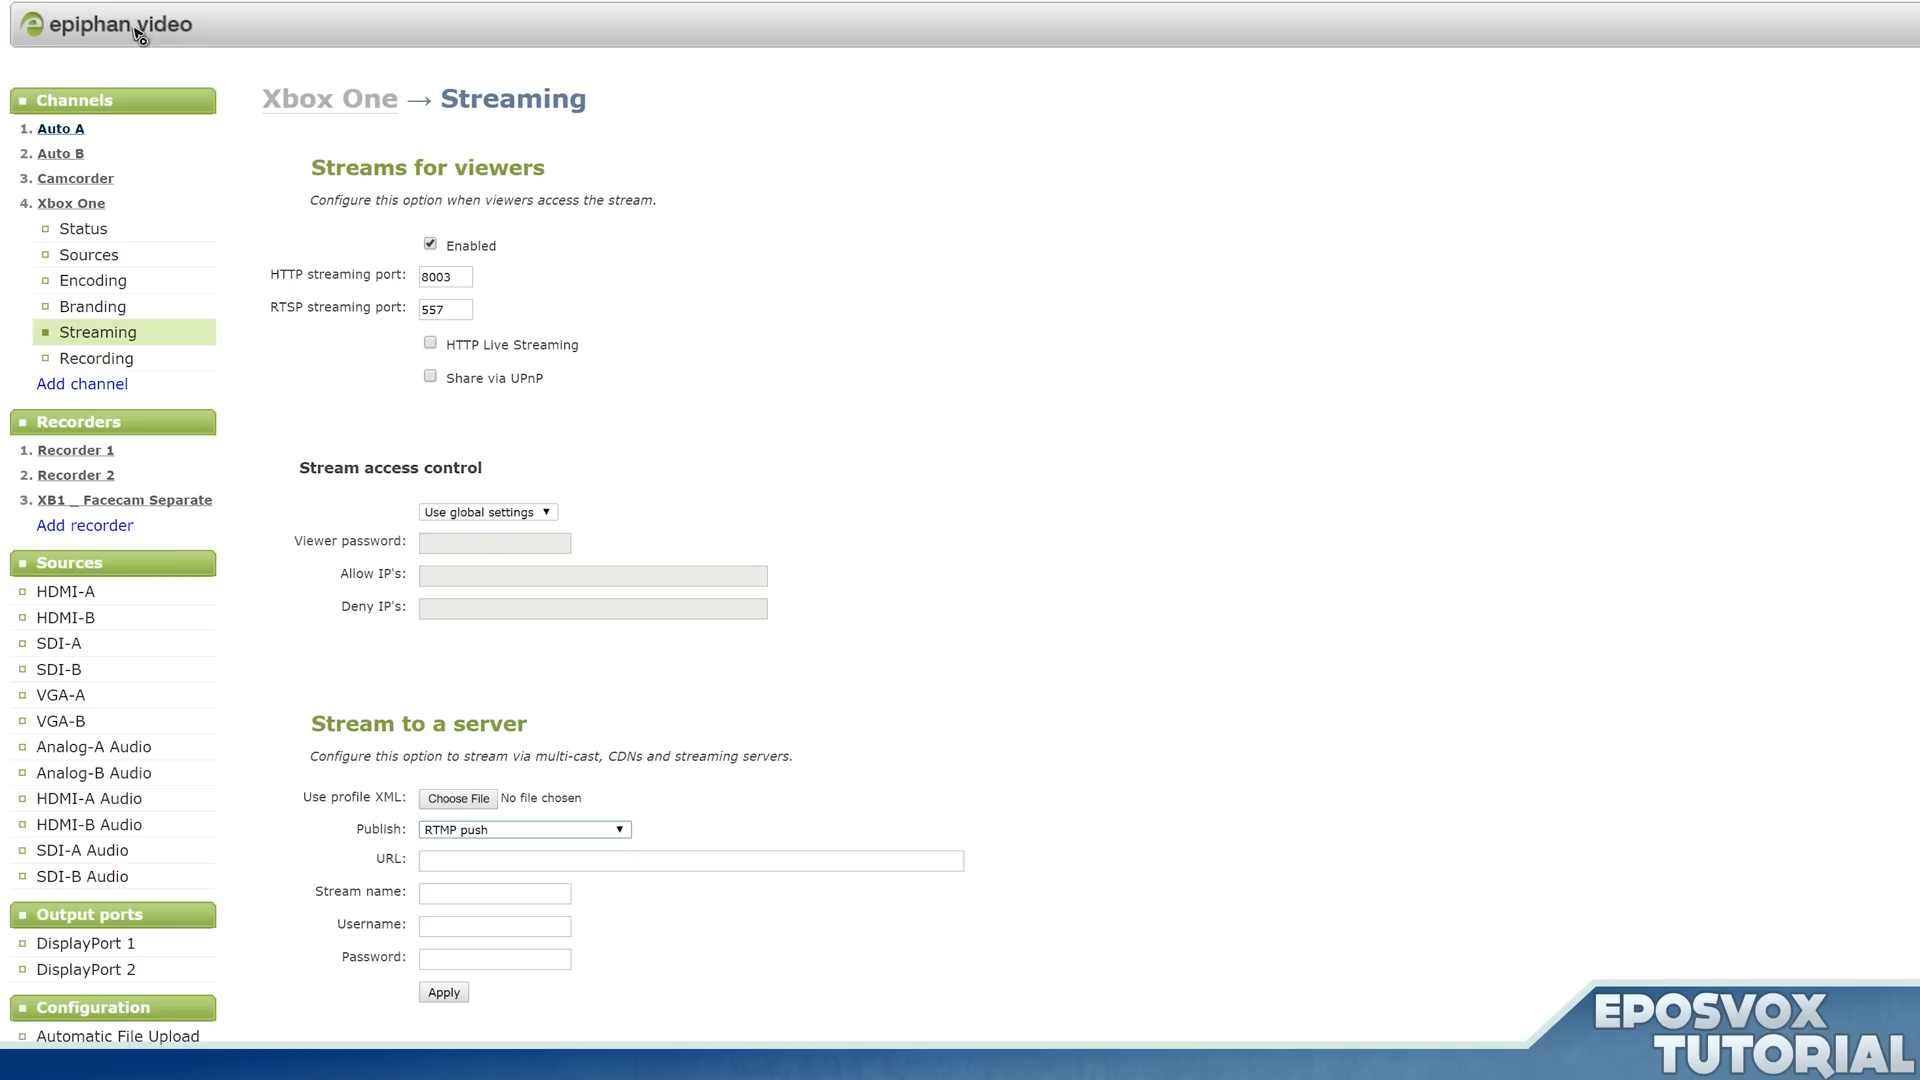 epiphan video
Channels
1. Auto A
2. Auto B
3. Camcorder
4. Xbox One
Status
Sources
Encoding
Branding
Streaming
Recording
Add channel
Recorders
1. Recorder 1
2. Recorder 2
3. XB1 _ Facecam Separate
Add recorder
Sources
HDMI-A
HDMI-B
SDI-A
SDI-B
VGA-A
VGA-B
Analog-A Audio
Analog-B Audio
HDMI-A Audio
HDMI-B Audio
SDI-A Audio
SDI-B Audio
Output ports
DisplayPort 1
DisplayPort 2
Configuration
Automatic File Upload
Xbox One → Streaming
Streams for viewers
Configure this option when viewers access the stream.
Enabled
HTTP streaming port: 8003
RTSP streaming port: 557
HTTP Live Streaming
Share via UPnP
Stream access control
Use global settings
Viewer password:
Allow IP's:
Deny IP's:
Stream to a server
Configure this option to stream via multi-cast, CDNs and streaming servers.
Use profile XML: Choose File No file chosen
Publish: RTMP push
URL:
Stream name:
Username:
Password:
Apply
EPOSVOX
TUTORIAL